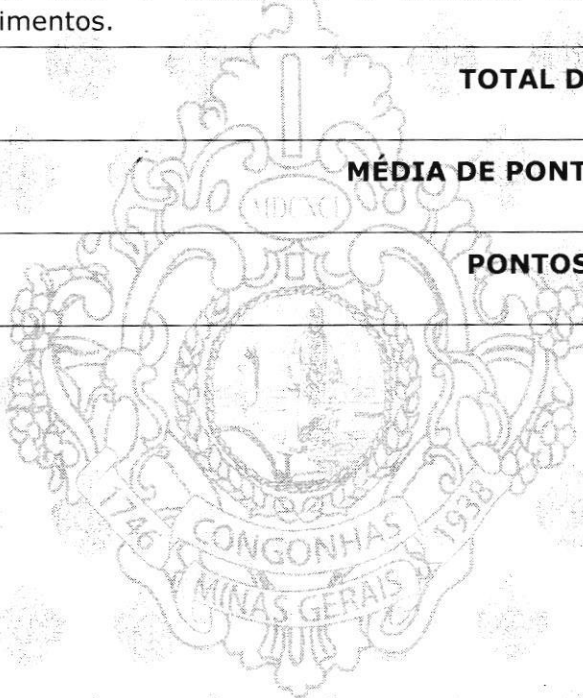 imentos.
TOTAL D
MÉDIA DE PONT
PONTOS
MDCXCI
1746 CONGONHAS 1938
MINAS GERAIS